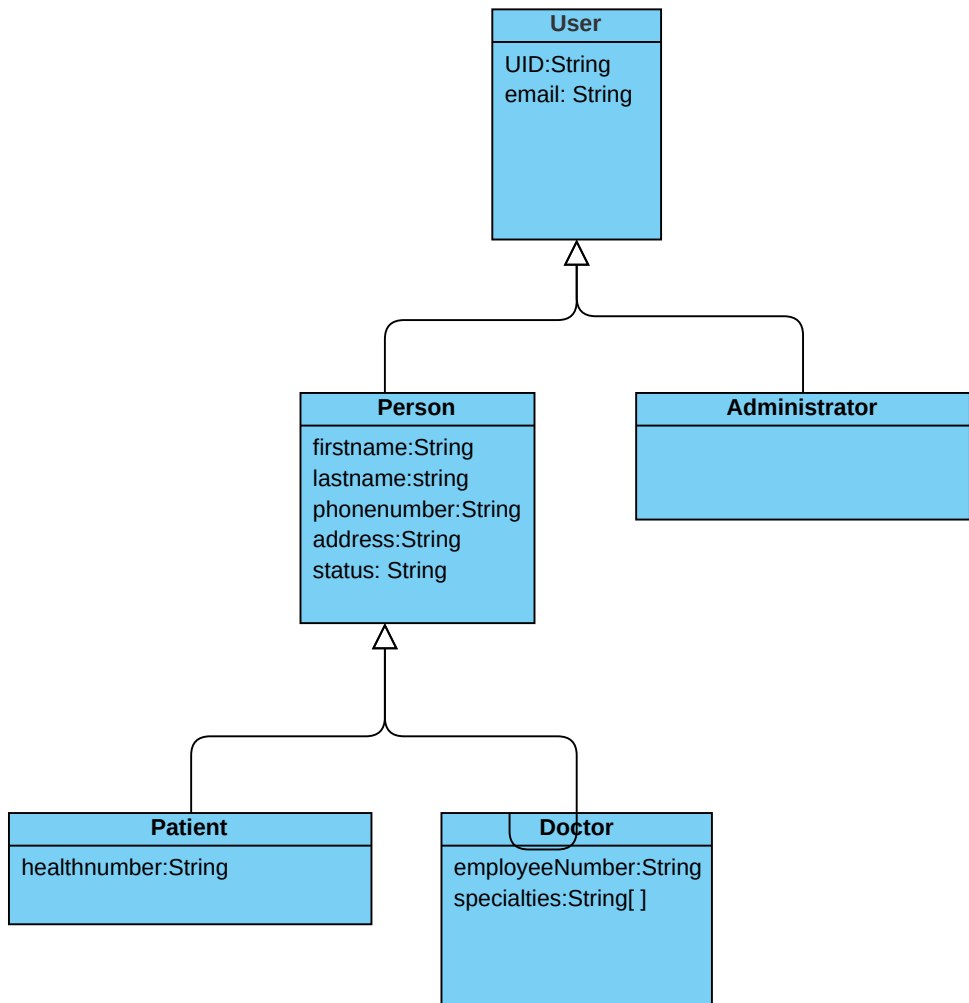 User
UID:String
email: String
Person
firstname:String
lastname:string
phonenumber:String
address:String
status: String
Administrator
Patient
healthnumber:String
Doctor
employeeNumber:String
specialties:String[ ]